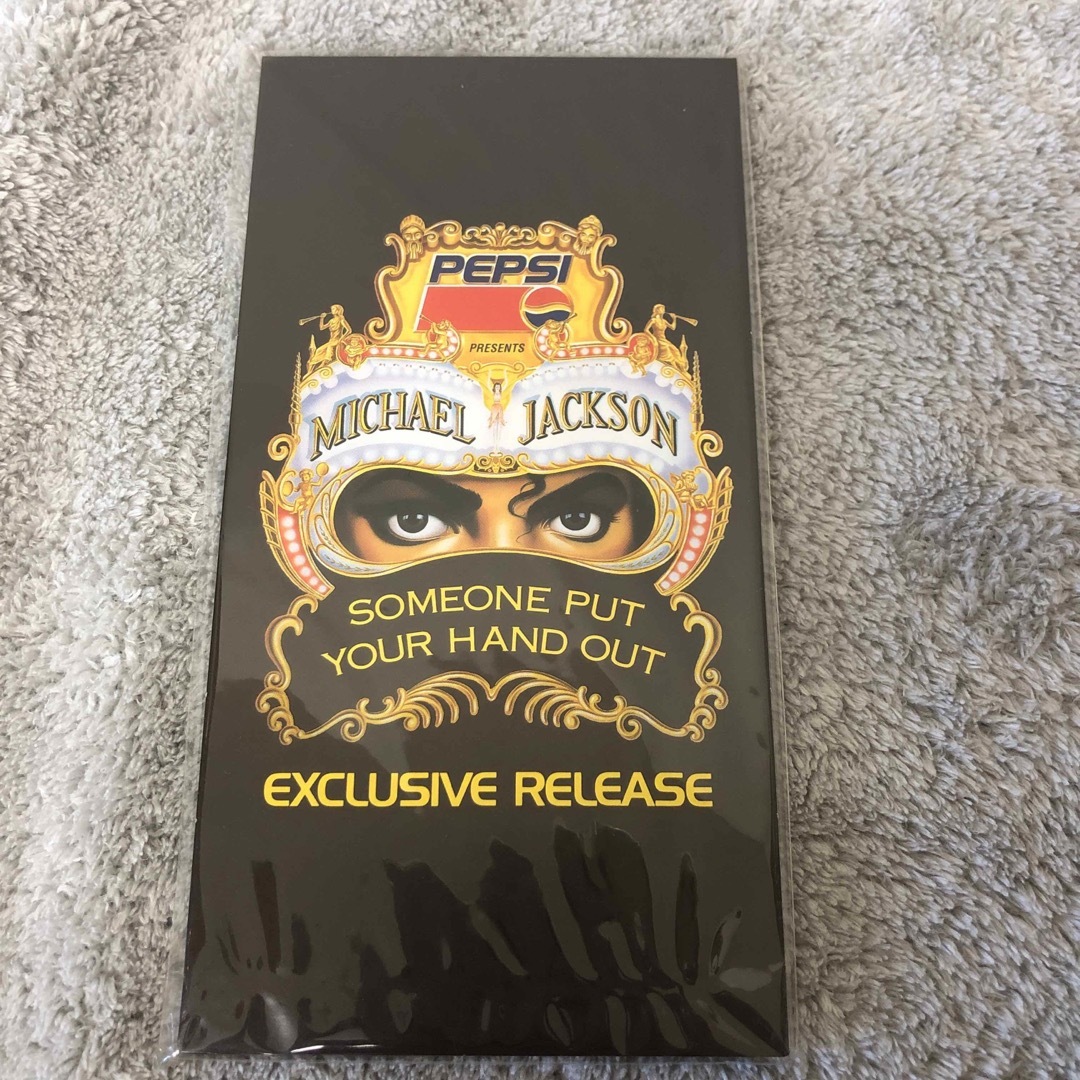 PEPSI
PRESENTS
MICHAEL JACKSON
SOMEONE PUT
YOUR HAND OUT
EXCLUSIVE RELEASE